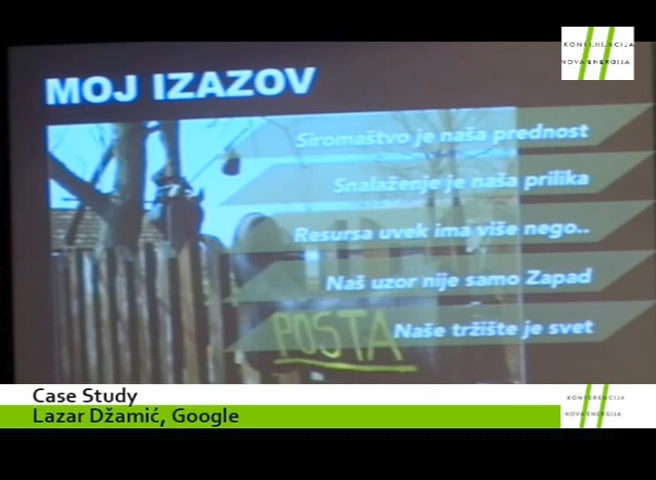 KONFERENCIJA
NOVA ENERGIJA
MOJ IZAZOV
Siromaštvo je naša prednost
Snalaženje je naša prilika
Resursa uvek ima više nego..
Naš uzor nije samo Zapad
POSTA
Naše tržište je svet
Case Study
Lazar Džamić, Google
KONFERENCIJA
NOVA ENERGIJA